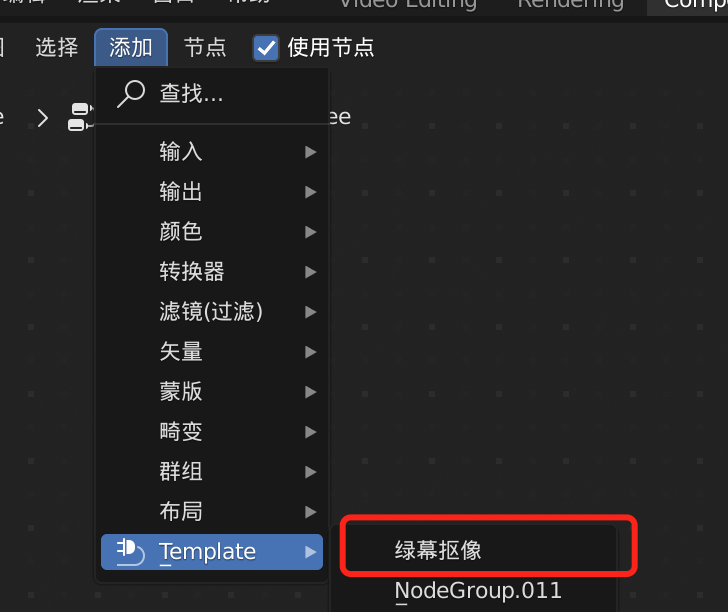 Video Editing Rendering Comp
选择 添加 节点 使用节点
查找...
ee
输入
输出
颜色
转换器
滤镜(过滤)
矢量
蒙版
畸变
群组
布局
Template
绿幕抠像
NodeGroup.011